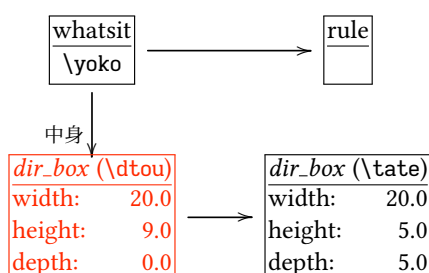 whatsit
\yoko
rule
中身
dir_box (\dtou)
width: 20.0
height: 9.0
depth: 0.0
dir_box (\tate)
width: 20.0
height: 5.0
depth: 5.0